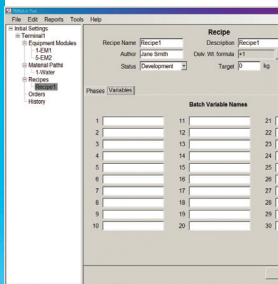 File Edit Reports Tools Help
Initial Settings
Terminal1
Equipment Modules
1-EM1
5-EM2
Material Paths
1-Water
Recipes
Recipe1
Orders
History
Recipe
Recipe Name Recipe1 Description Recipe1
Author Jane Smith Delv. Wt. formula +1
Status Development Target 0 kg
Phases Variables
Batch Variable Names
1 11 21
2 12 22
3 13 23
4 14 24
5 15 25
6 16 26
7 17 27
8 18 28
9 19 29
10 20 30